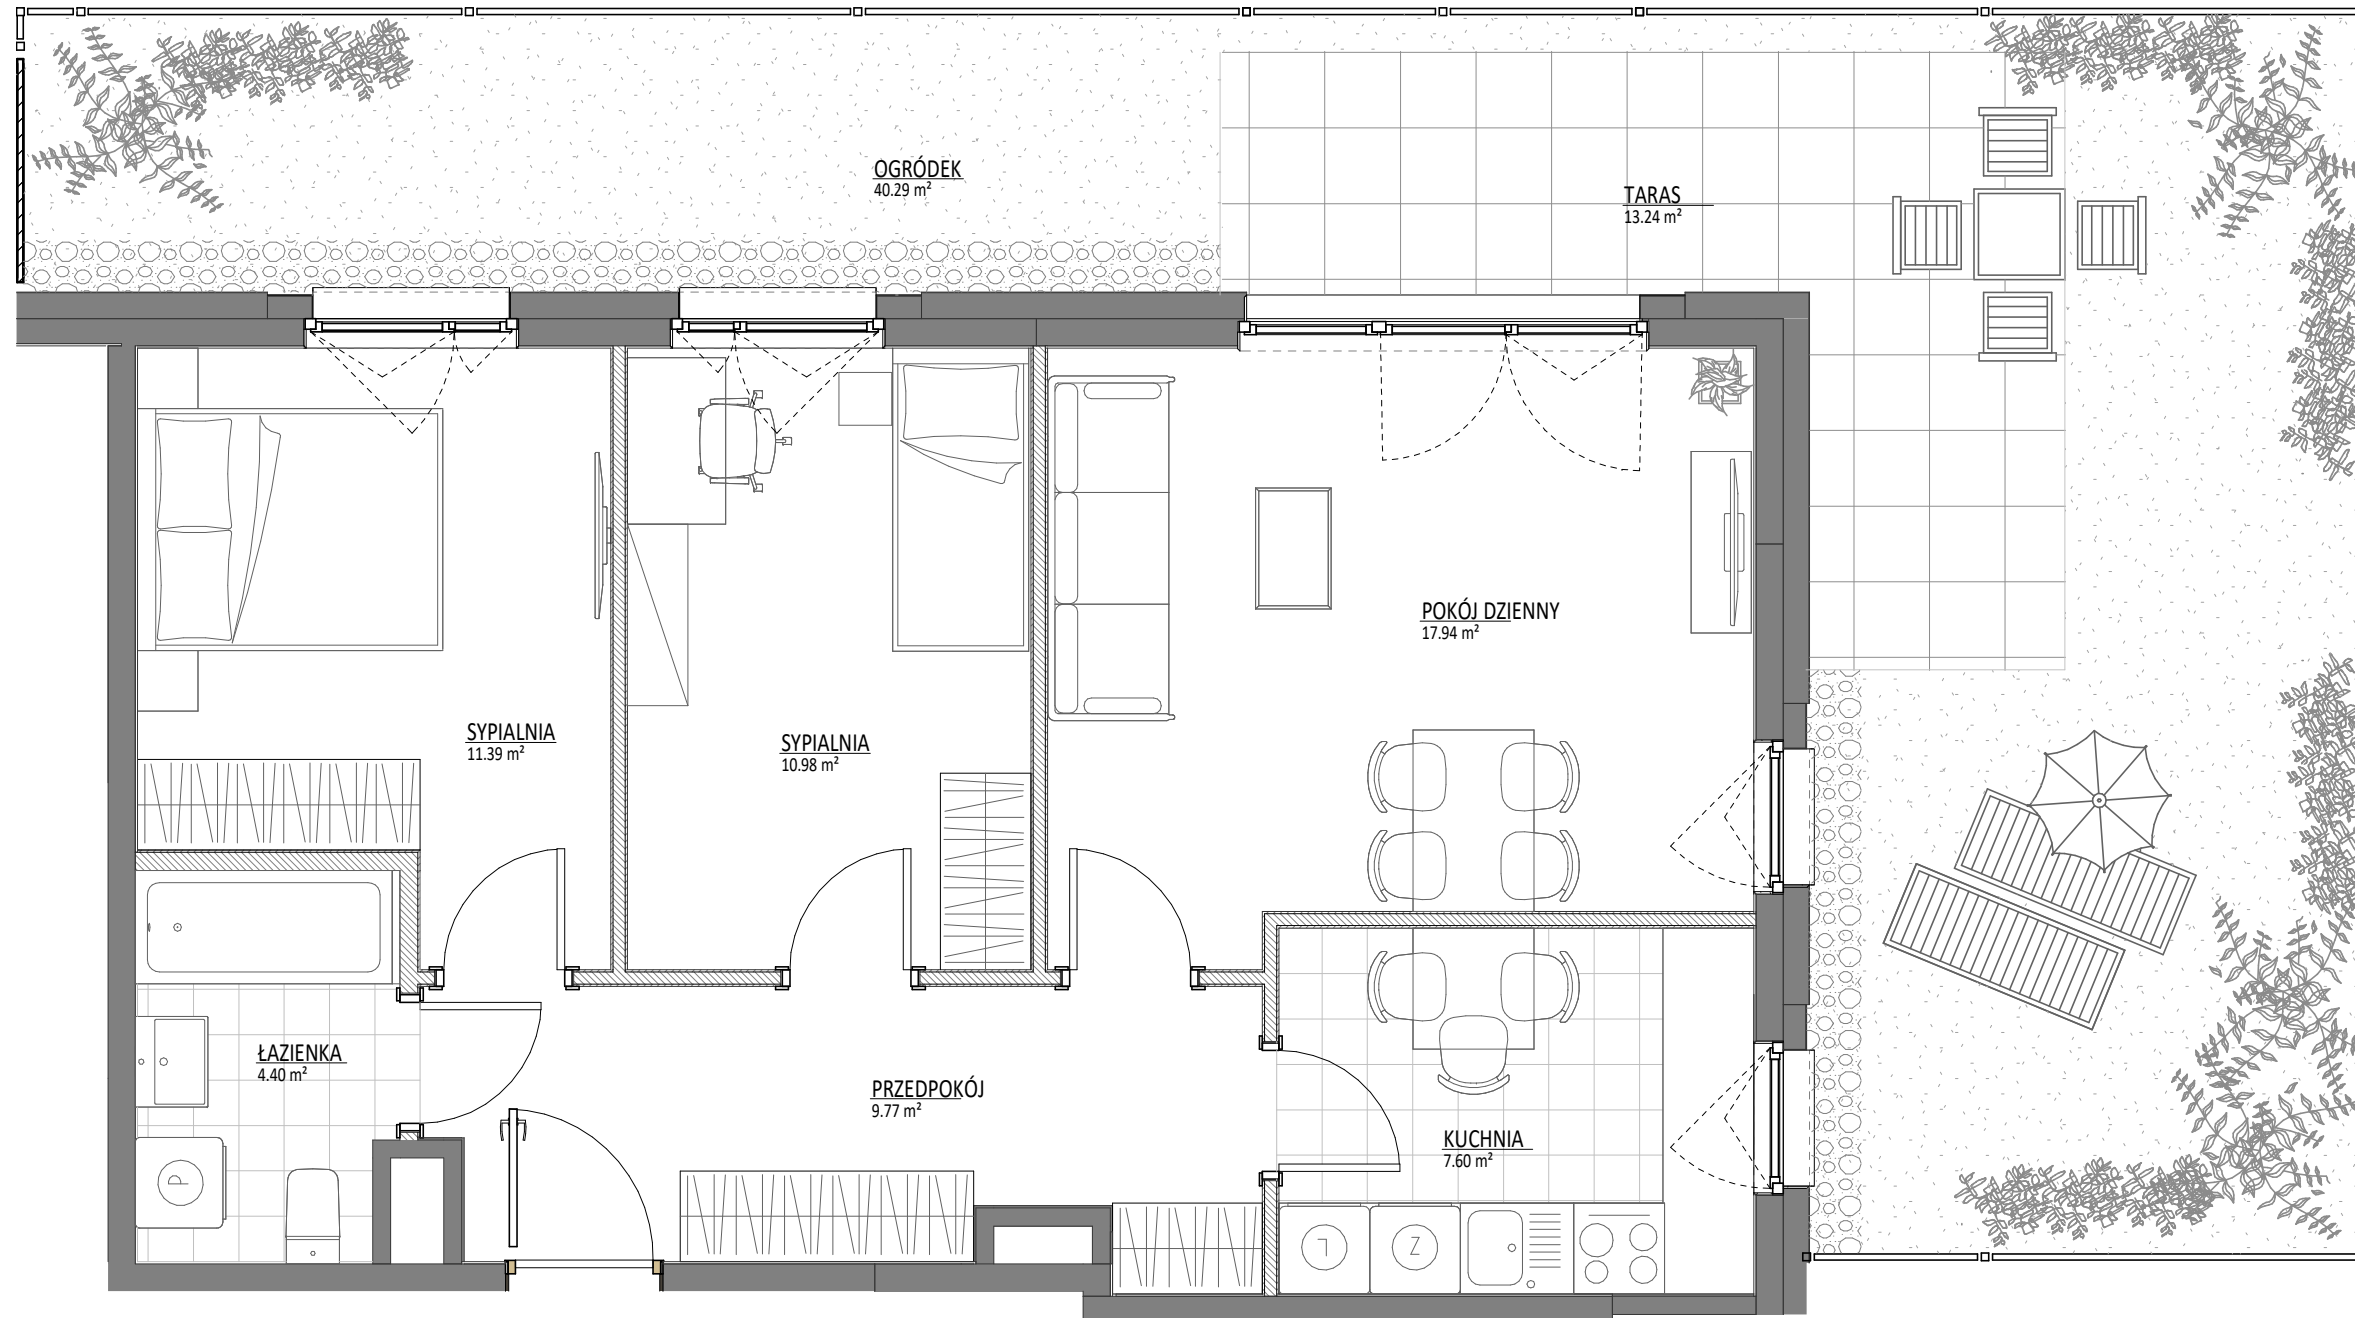 OGRÓDEK
40.29 m²
TARAS
13.24 m²
POKÓJ DZIENNY
17.94 m²
SYPIALNIA
11.39 m²
SYPIALNIA
10.98 m²
ŁAZIENKA
4.40 m²
PRZEDPOKÓJ
9.77 m²
KUCHNIA
7.60 m²
P
L
Z